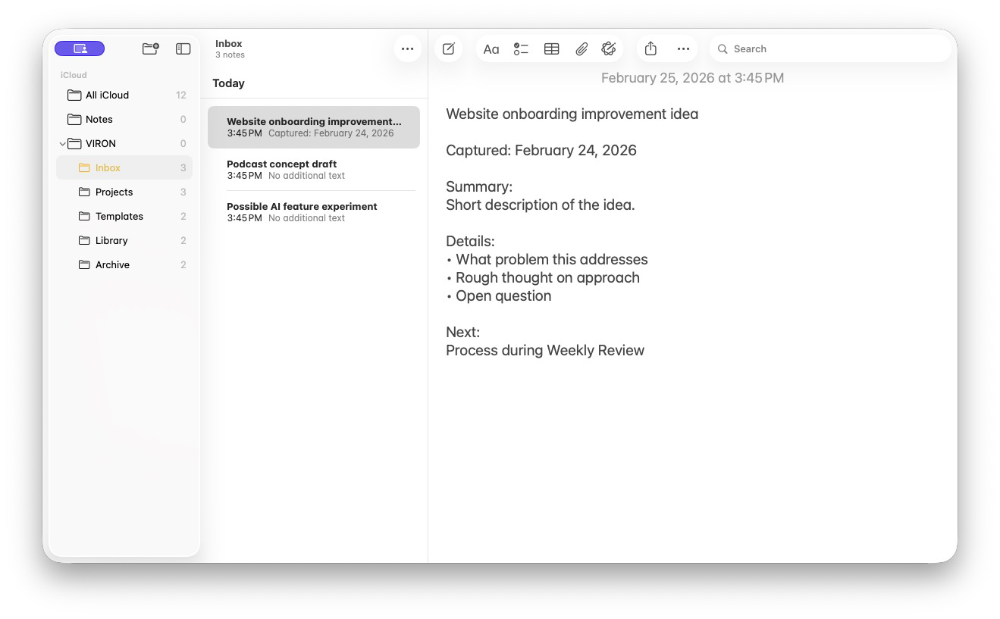 iCloud
All iCloud 12
Notes 0
VIRON 0
Inbox 3
Projects 3
Templates 2
Library 2
Archive 2
Inbox
3 notes
Today
Website onboarding improvement...
3:45 PM Captured: February 24, 2026
Podcast concept draft
3:45 PM No additional text
Possible AI feature experiment
3:45 PM No additional text
Aa
Search
February 25, 2026 at 3:45 PM
Website onboarding improvement idea
Captured: February 24, 2026
Summary:
Short description of the idea.
Details:
• What problem this addresses
• Rough thought on approach
• Open question
Next:
Process during Weekly Review